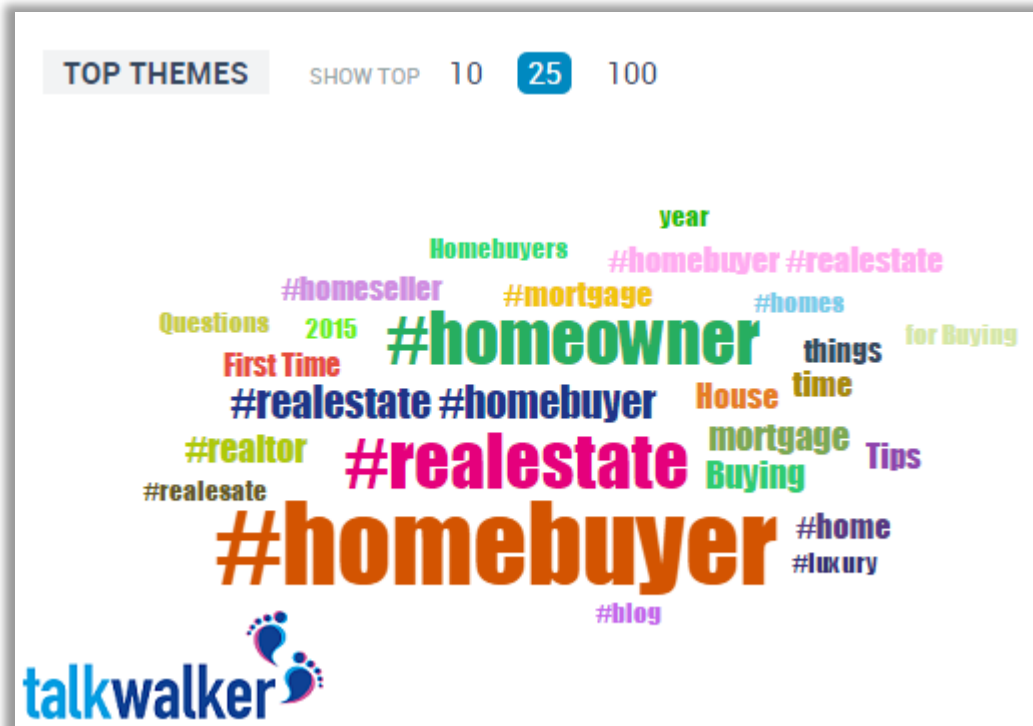 TOP THEMES SHOW TOP 10 25 100
year
Homebuyers
#homebuyer #realestate
#homeseller
#mortgage
#homes
Questions
2015
#homeowner
for Buying
things
First Time
time
#realestate #homebuyer
House
mortgage
#realtor
#realestate
Tips
Buying
#realesate
#homebuyer
#home
#luxury
#blog
talkwalker